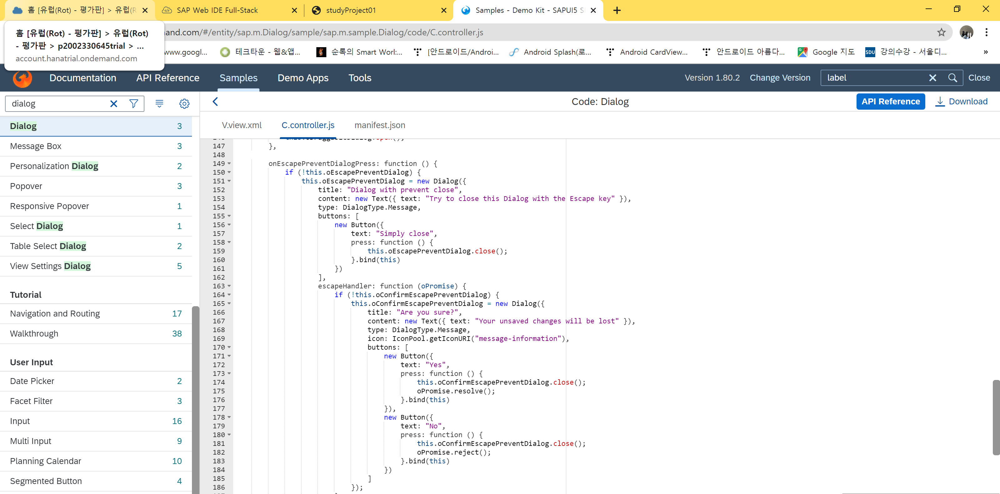 홈 [유럽(Rot) - 평가판] > 유럽(R
SAP Web IDE Full-Stack
studyProject01
Samples - Demo Kit - SAPUI5 S
홈 [유럽(Rot) - 평가판] > 유럽(Rot)
- 평가판 > p2002330645trial > ...
account.hanatrial.ondemand.com
and.com/#/entity/sap.m.Dialog/sample/sap.m.sample.Dialog/code/C.controller.js
www.googl...
테크타운 - 웹&앱...
순록의 Smart Worl:...
[안드로이드/Androi...
Android Splash(로...
Android CardView...
안드로이드 아름다...
Google 지도
SDU 강의수강 - 서울디...
»
Documentation
API Reference
Samples
Demo Apps
Tools
Version 1.80.2
Change Version
label
Close
dialog
Code: Dialog
API Reference
Download
V.view.xml
C.controller.js
manifest.json
Dialog 3
Message Box 3
Personalization Dialog 2
Popover 3
Responsive Popover 1
Select Dialog 1
Table Select Dialog 2
View Settings Dialog 5
Tutorial
Navigation and Routing 17
Walkthrough 38
User Input
Date Picker 2
Facet Filter 3
Input 16
Multi Input 9
Planning Calendar 10
Segmented Button 4
147 },
148
149 onEscapePreventDialogPress: function () {
150 if (!this.oEscapePreventDialog) {
151 this.oEscapePreventDialog = new Dialog({
152 title: "Dialog with prevent close",
153 content: new Text({ text: "Try to close this Dialog with the Escape key" }),
154 type: DialogType.Message,
155 buttons: [
156 new Button({
157 text: "Simply close",
158 press: function () {
159 this.oEscapePreventDialog.close();
160 }.bind(this)
161 })
162 ],
163 escapeHandler: function (oPromise) {
164 if (!this.oConfirmEscapePreventDialog) {
165 this.oConfirmEscapePreventDialog = new Dialog({
166 title: "Are you sure?",
167 content: new Text({ text: "Your unsaved changes will be lost" }),
168 type: DialogType.Message,
169 icon: IconPool.getIconURI("message-information"),
170 buttons: [
171 new Button({
172 text: "Yes",
173 press: function () {
174 this.oConfirmEscapePreventDialog.close();
175 oPromise.resolve();
176 }.bind(this)
177 }),
178 new Button({
179 text: "No",
180 press: function () {
181 this.oConfirmEscapePreventDialog.close();
182 oPromise.reject();
183 }.bind(this)
184 })
185 ]
186 });